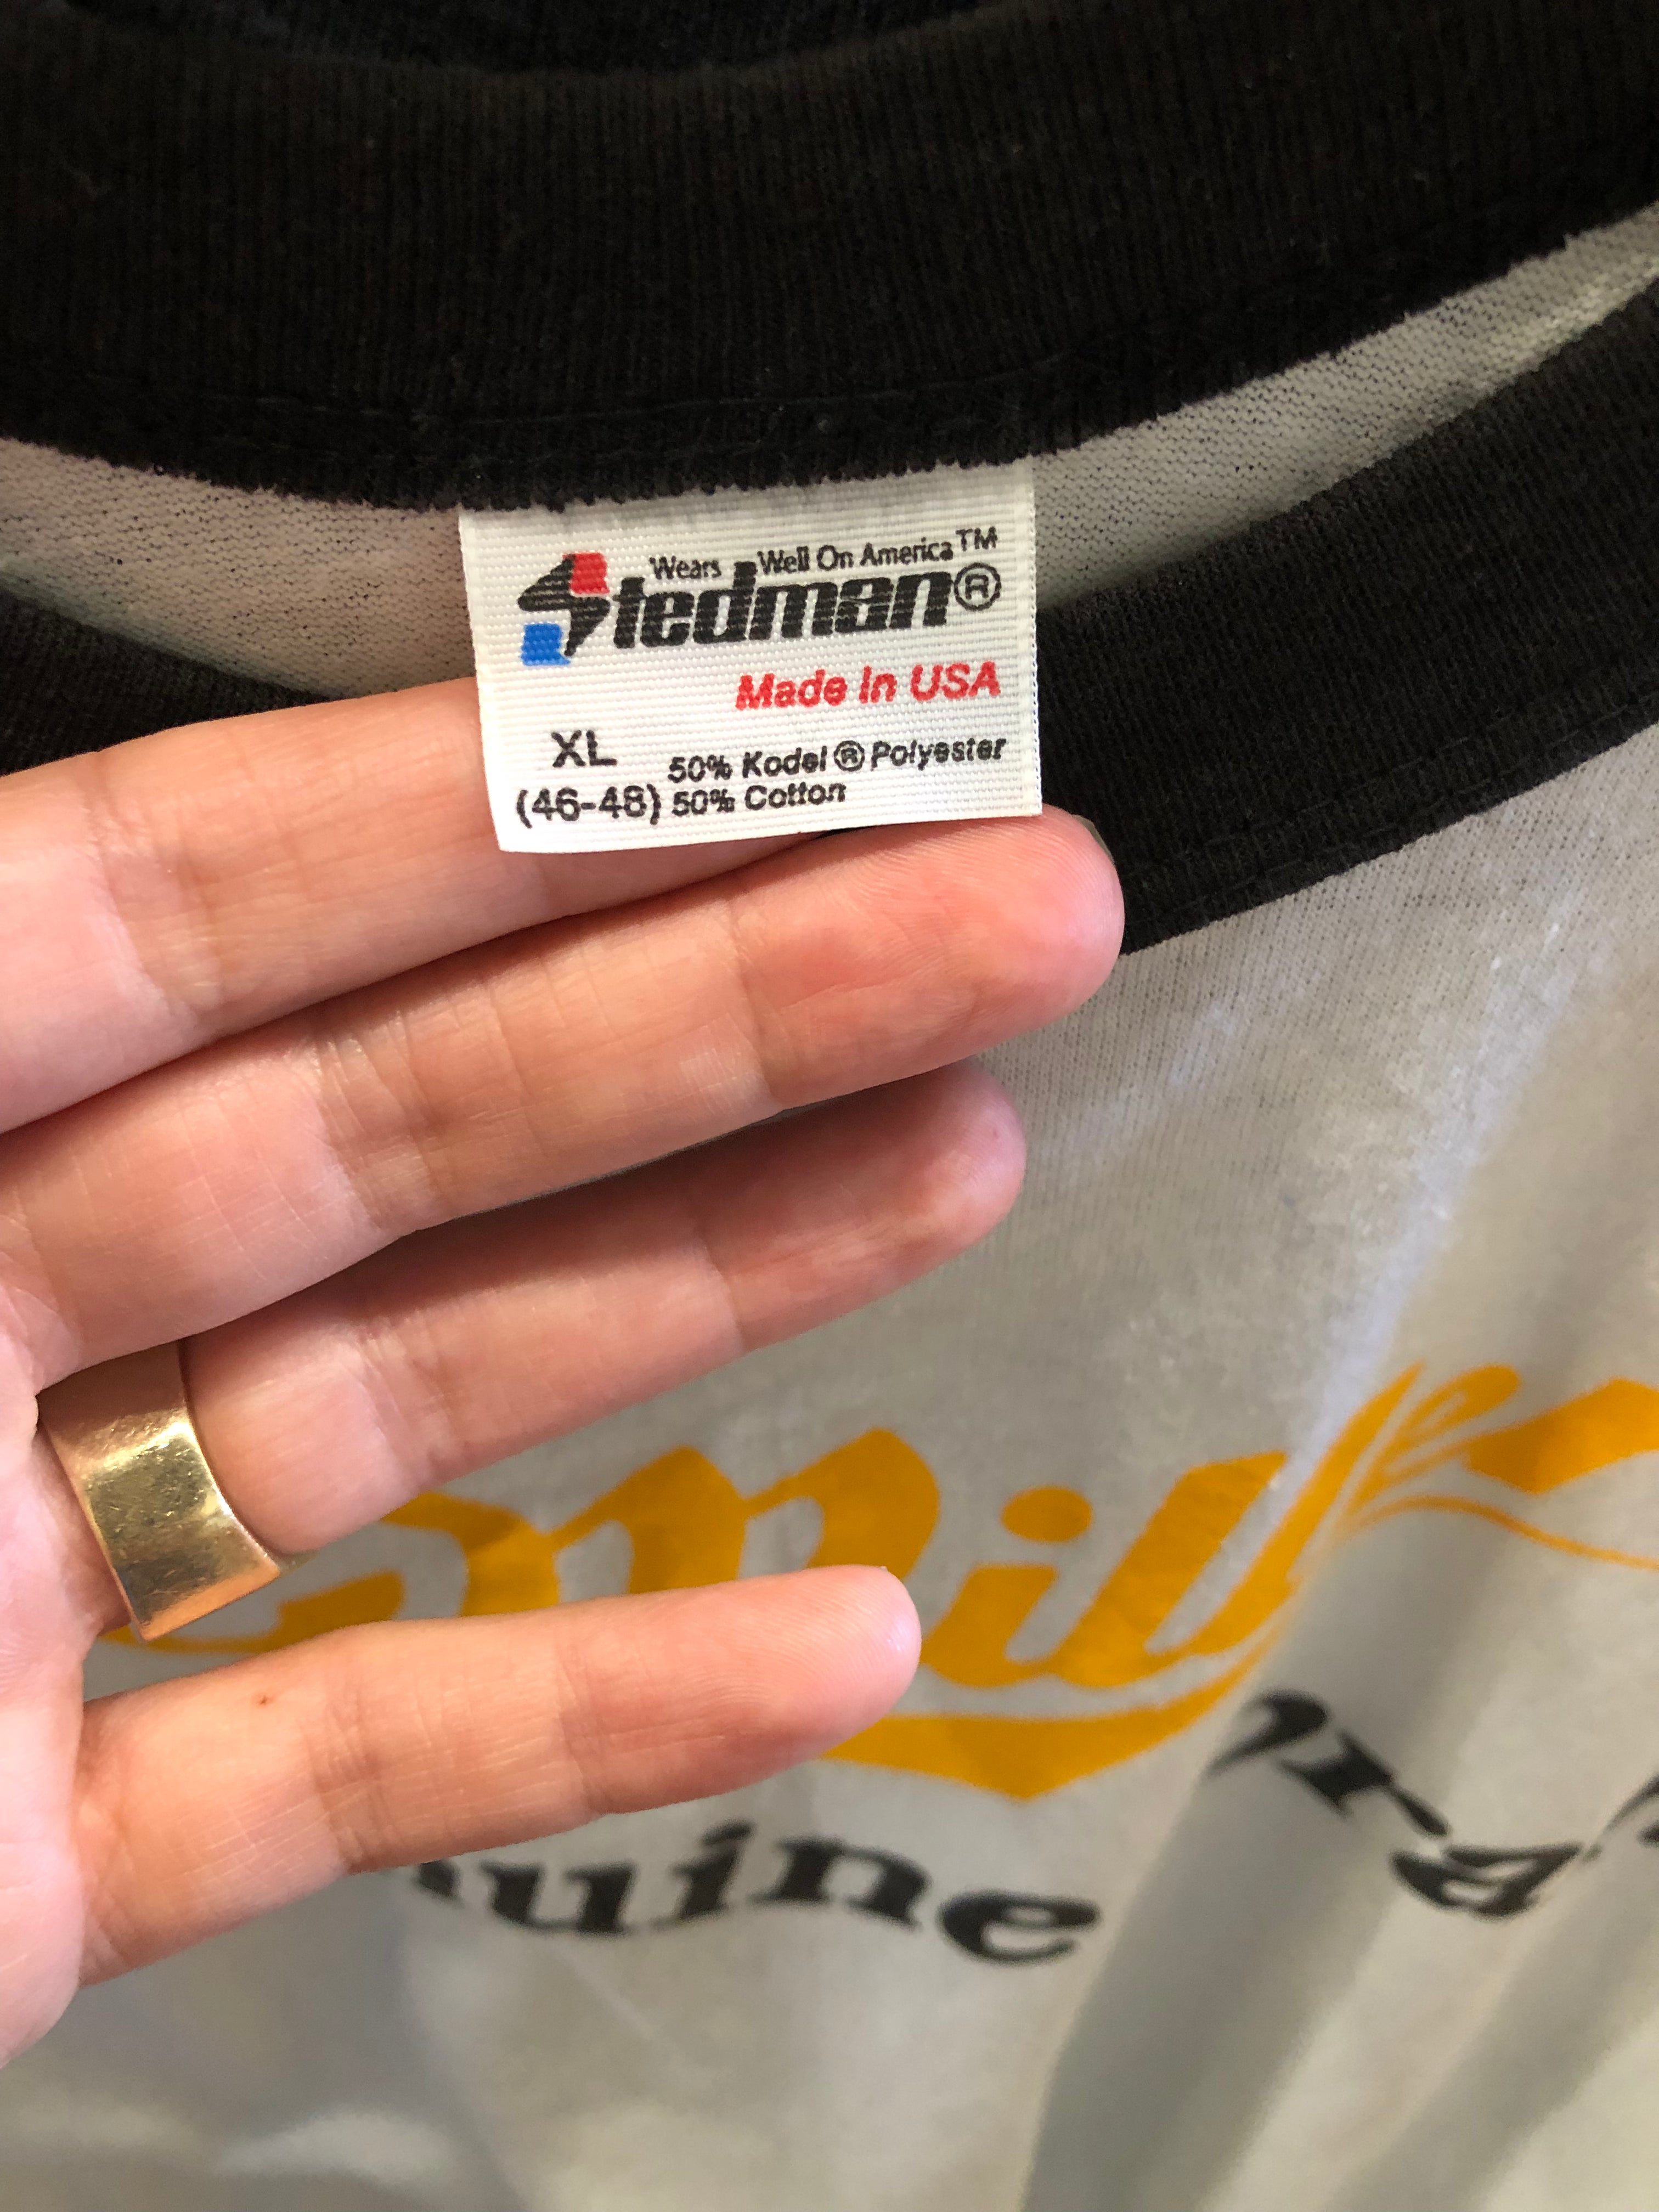 Wears Well On America™
Stedman®
Made In USA
XL
50% Kodel® Polyester
(46-48) 50% Cotton